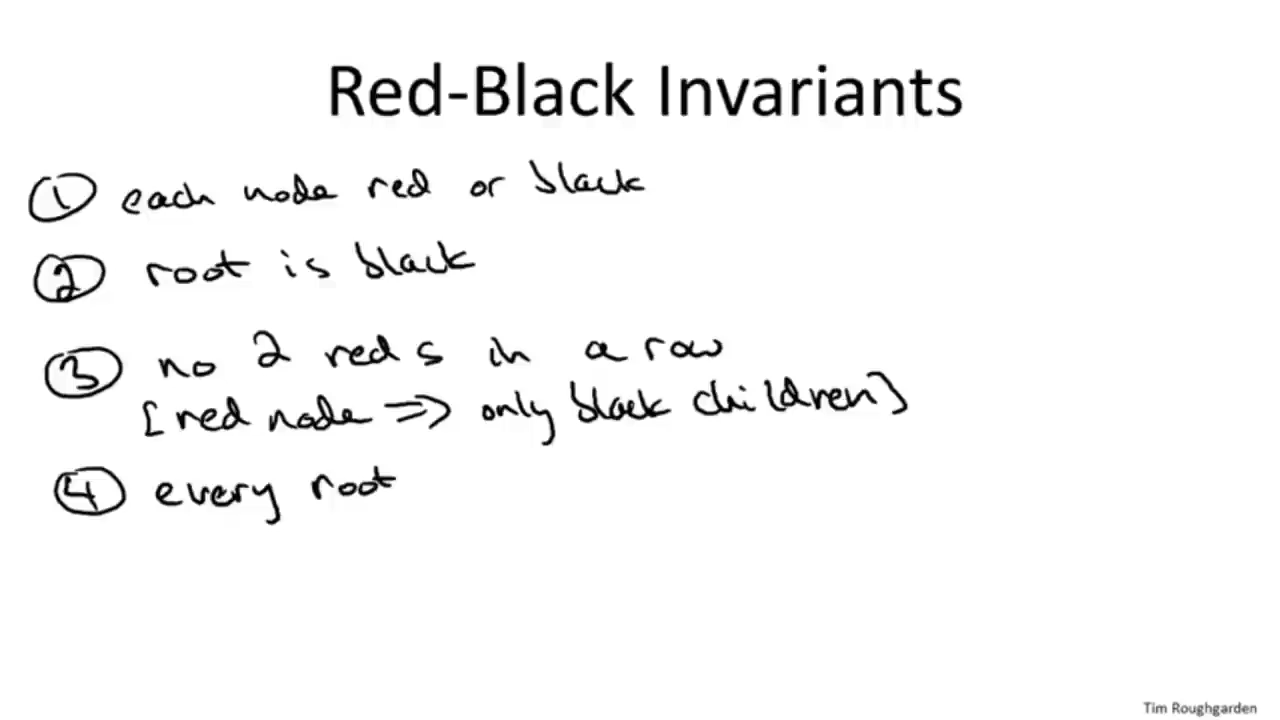 Red-Black Invariants
① each node red or black
② root is black
③ no 2 reds in a row
[red node => only black children]
④ every root
Tim Roughgarden